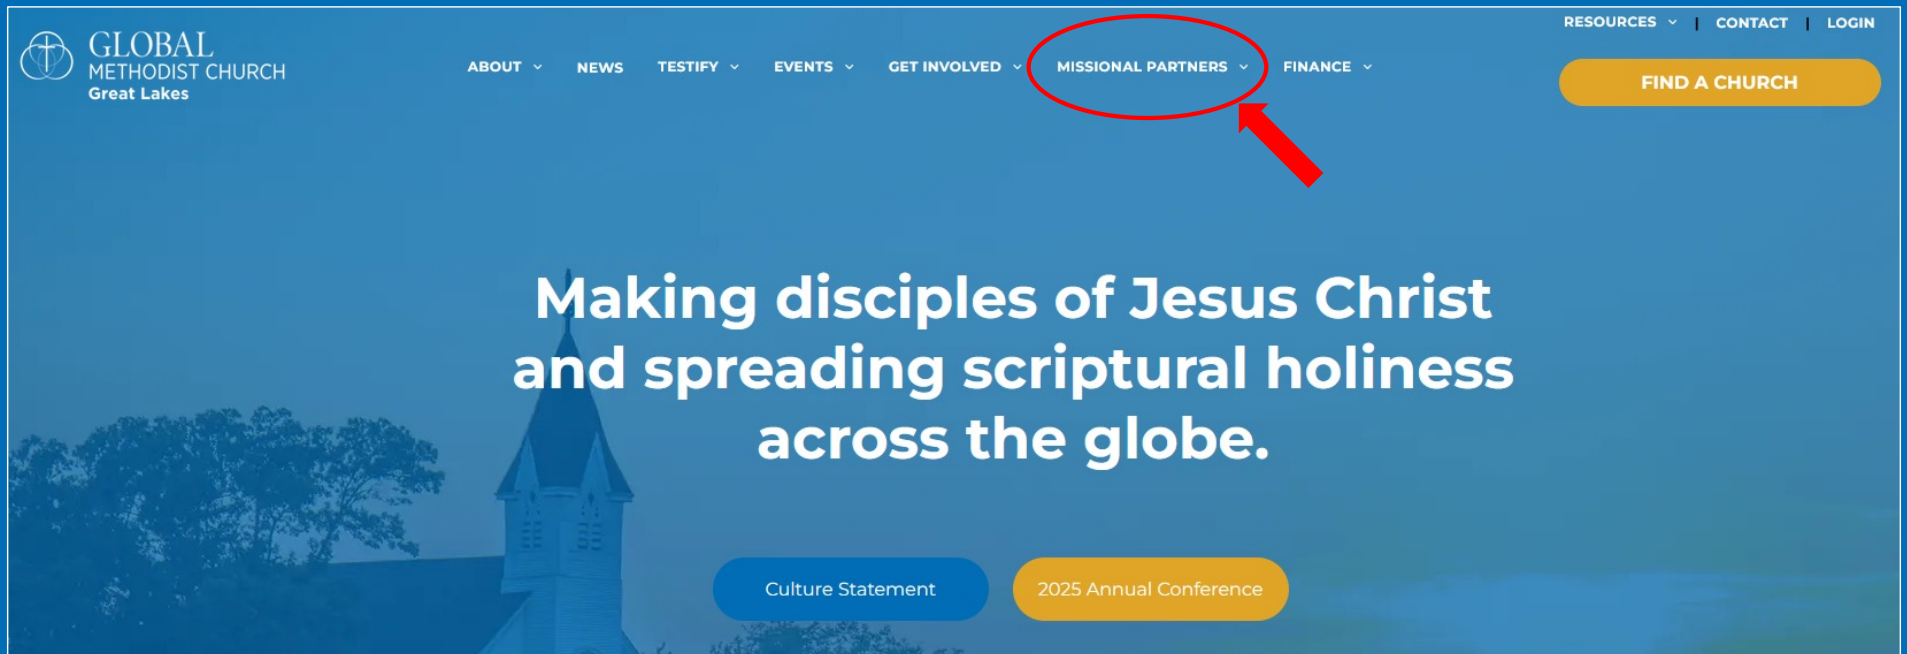 RESOURCES | CONTACT | LOGIN
GLOBAL
METHODIST CHURCH
Great Lakes
ABOUT NEWS TESTIFY EVENTS GET INVOLVED MISSIONAL PARTNERS FINANCE
FIND A CHURCH
Making disciples of Jesus Christ
and spreading scriptural holiness
across the globe.
Culture Statement
2025 Annual Conference